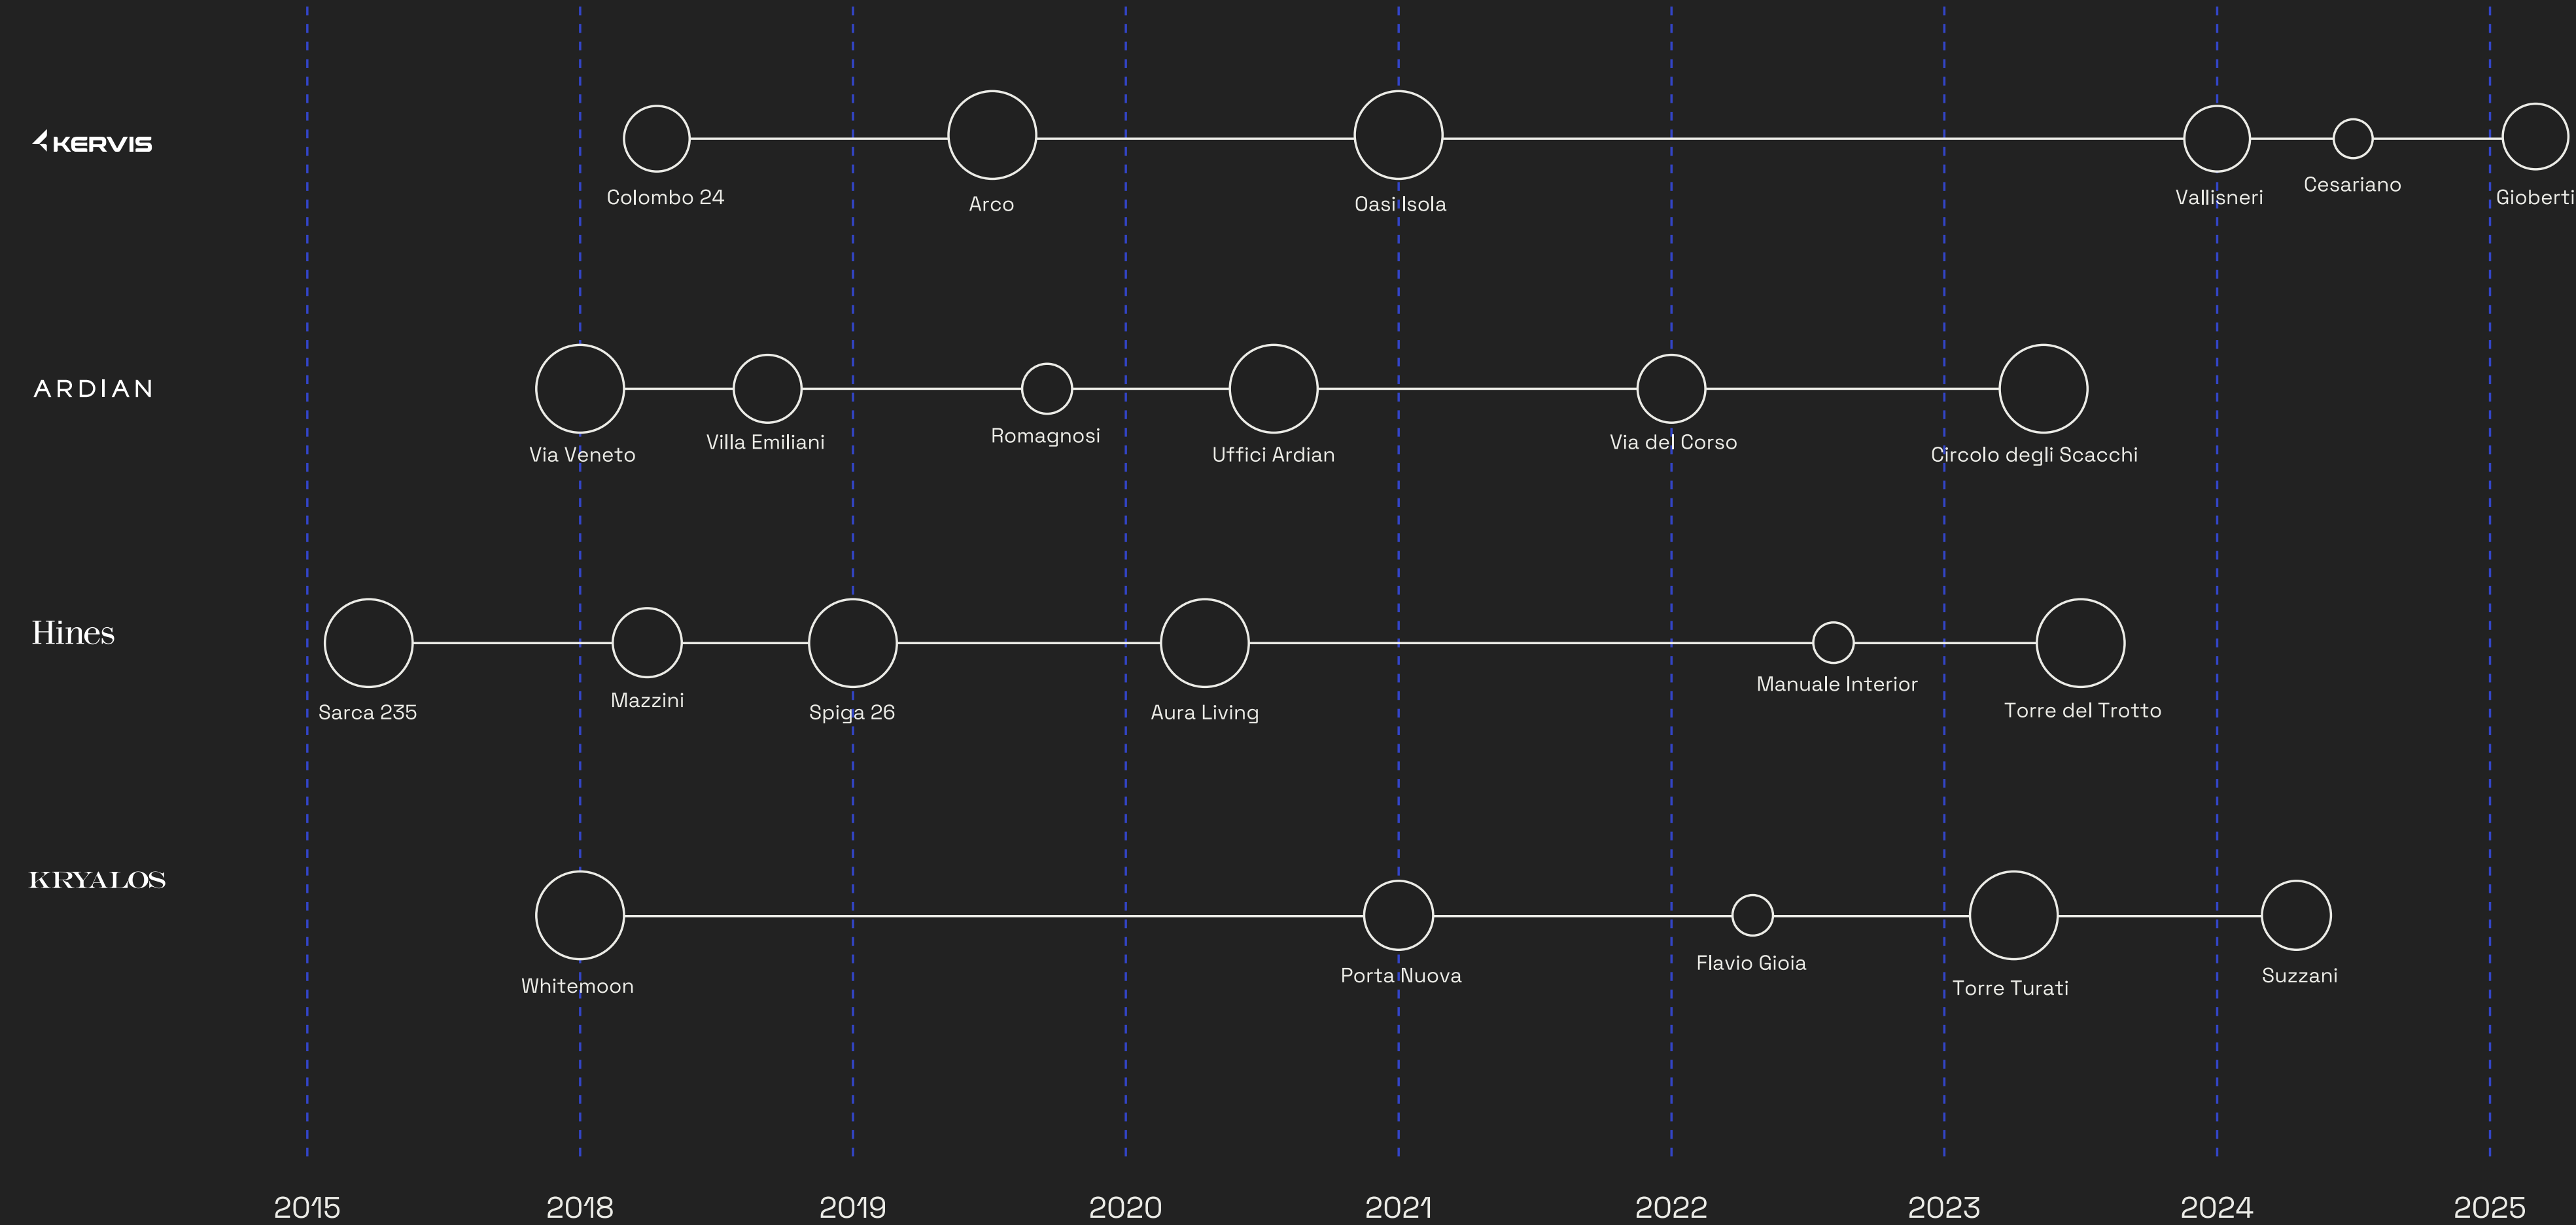 KERVIS
Colombo 24
Arco
Oasi Isola
Vallisneri
Cesariano
Gioberti
ARDIAN
Via Veneto
Villa Emiliani
Romagnosi
Uffici Ardian
Via del Corso
Circolo degli Scacchi
Hines
Sarca 235
Mazzini
Spiga 26
Aura Living
Manuale Interior
Torre del Trotto
KRYALOS
Whitemoon
Porta Nuova
Flavio Gioia
Torre Turati
Suzzani
2015 2018 2019 2020 2021 2022 2023 2024 2025